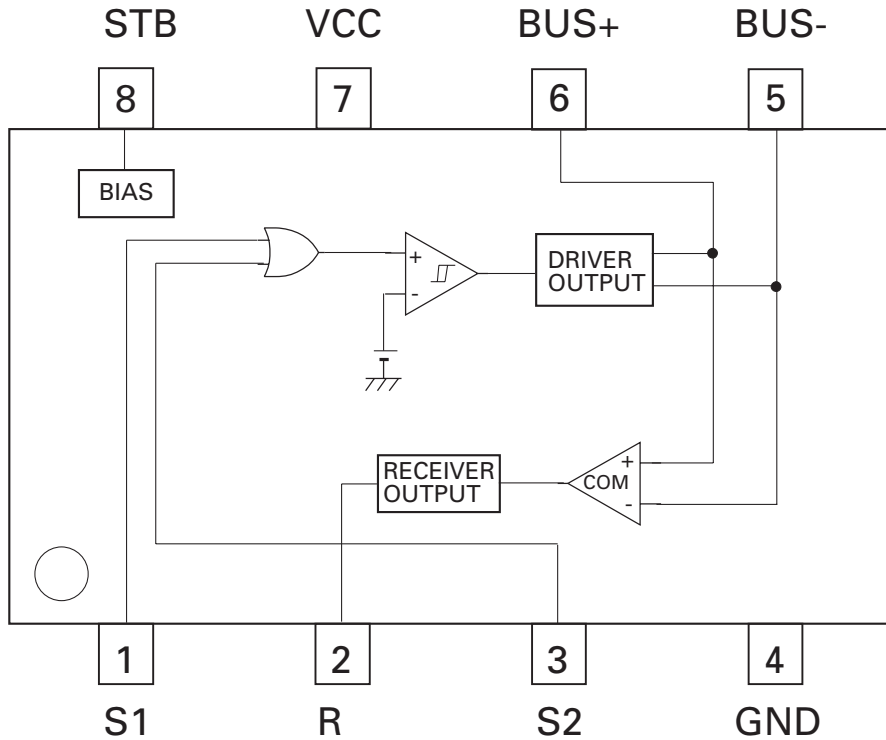 STB VCC BUS+ BUS-
8 7 6 5
BIAS
+
-
DRIVER
OUTPUT
RECEIVER
OUTPUT
+
COM
-
1 2 3 4
S1 R S2 GND